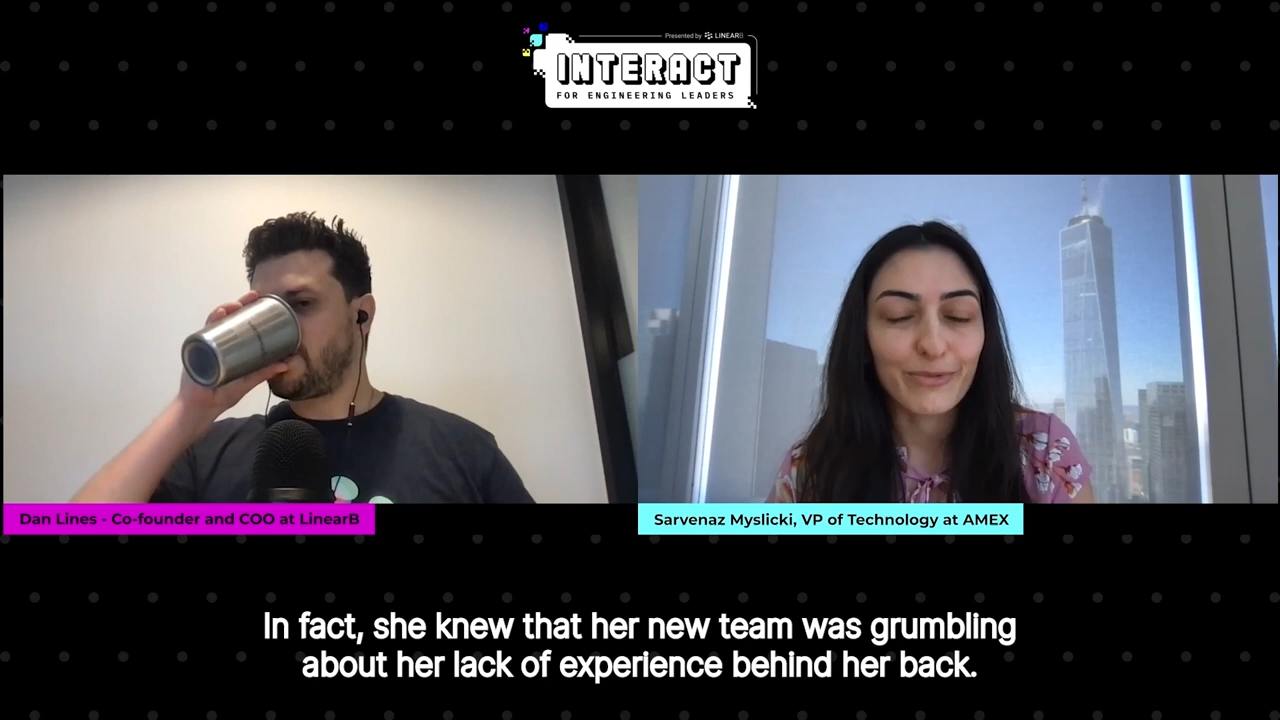 Presented by LINEARB
INTERACT
FOR ENGINEERING LEADERS
Dan Lines - Co-founder and COO at LinearB
Sarvenaz Myslicki, VP of Technology at AMEX
In fact, she knew that her new team was grumbling
about her lack of experience behind her back.